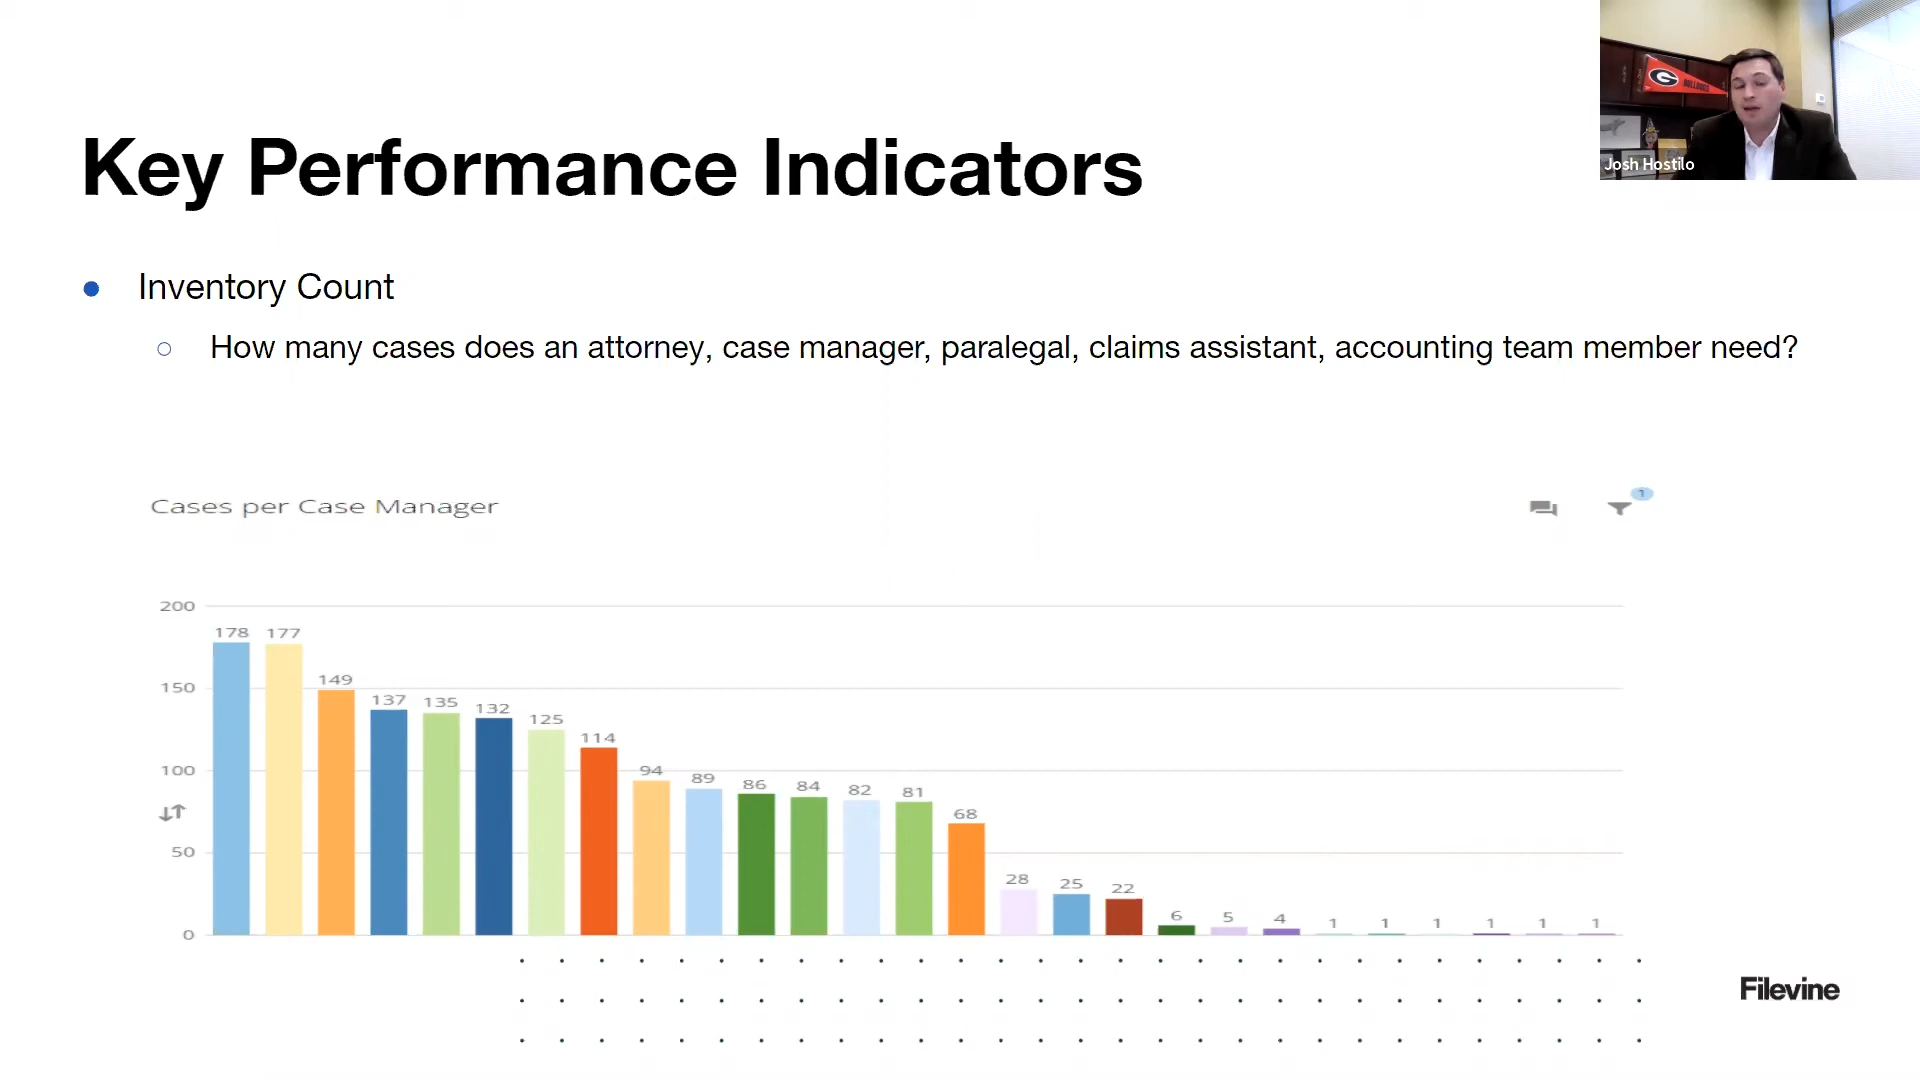 G BULLDOGS
Josh Hostilo
Key Performance Indicators
Inventory Count
How many cases does an attorney, case manager, paralegal, claims assistant, accounting team member need?
Cases per Case Manager
1
200
178 177
149
150
137 135 132
125
114
100
94
89
86 84 82 81
68
50
28 25 22
6 5 4 1 1 1 1 1 1
0
Filevine